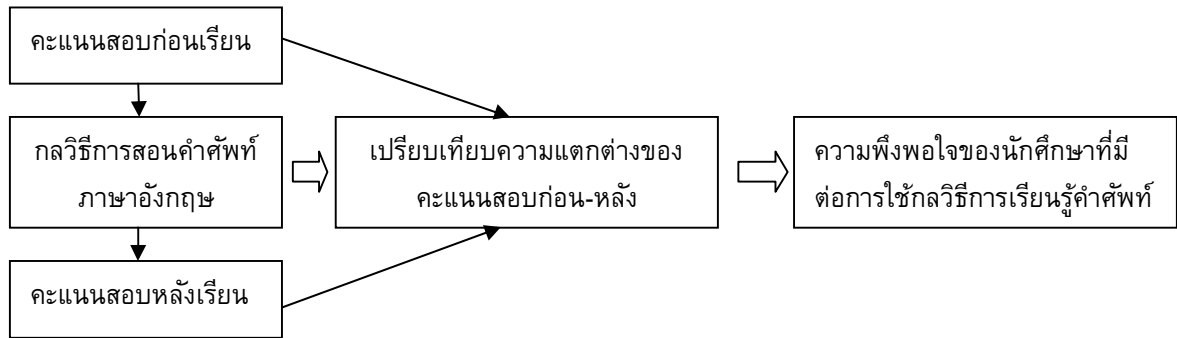 คะแนนสอบก่อนเรียน
กลวิธีการสอนคำศัพท์
ภาษาอังกฤษ
คะแนนสอบหลังเรียน
เปรียบเทียบความแตกต่างของ
คะแนนสอบก่อน-หลัง
ความพึงพอใจของนักศึกษาที่มี
ต่อการใช้กลวิธีการเรียนรู้คำศัพท์